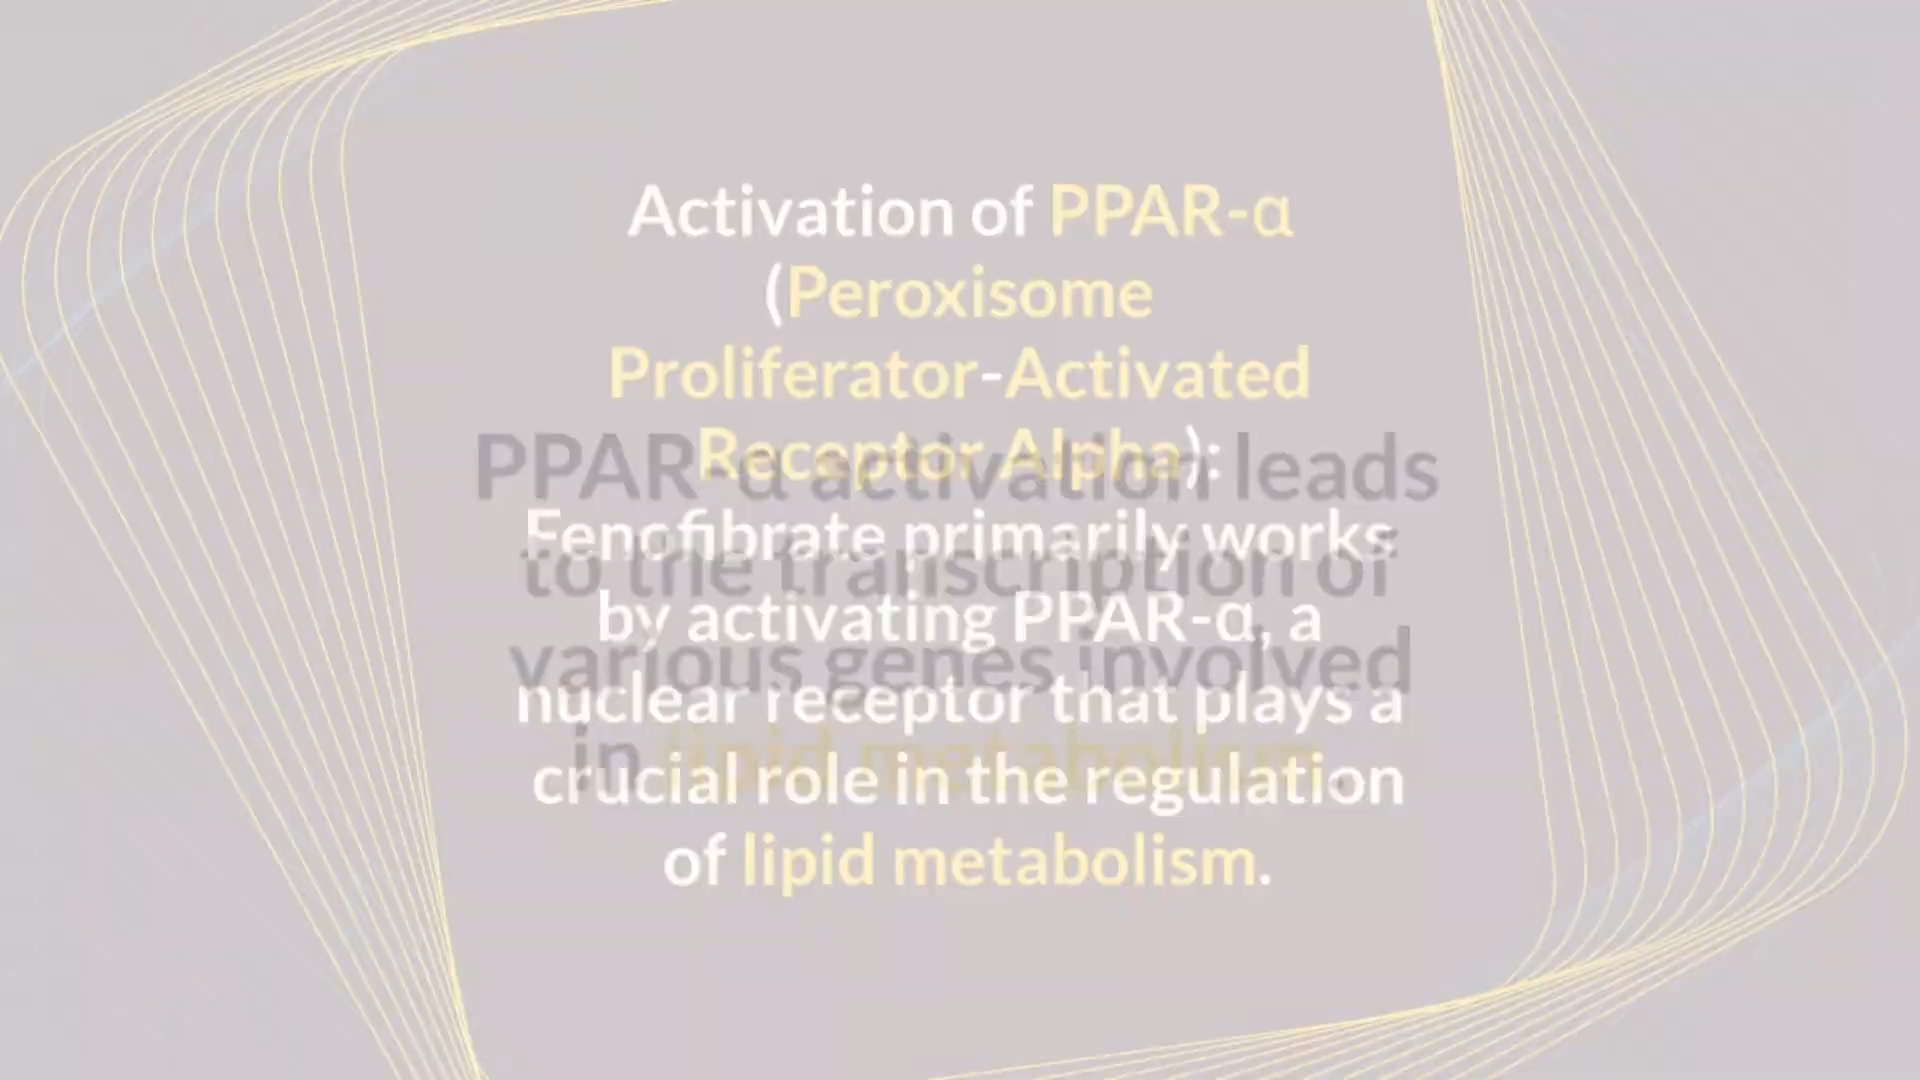 Activation of PPAR-α
(Peroxisome
Proliferator-Activated
Receptor Alpha):
Fenofibrate primarily works
by activating PPAR-α, a
nuclear receptor that plays a
crucial role in the regulation
of lipid metabolism.
PPAR-α activation leads
to the transcription of
various genes involved
in lipid metabolism.